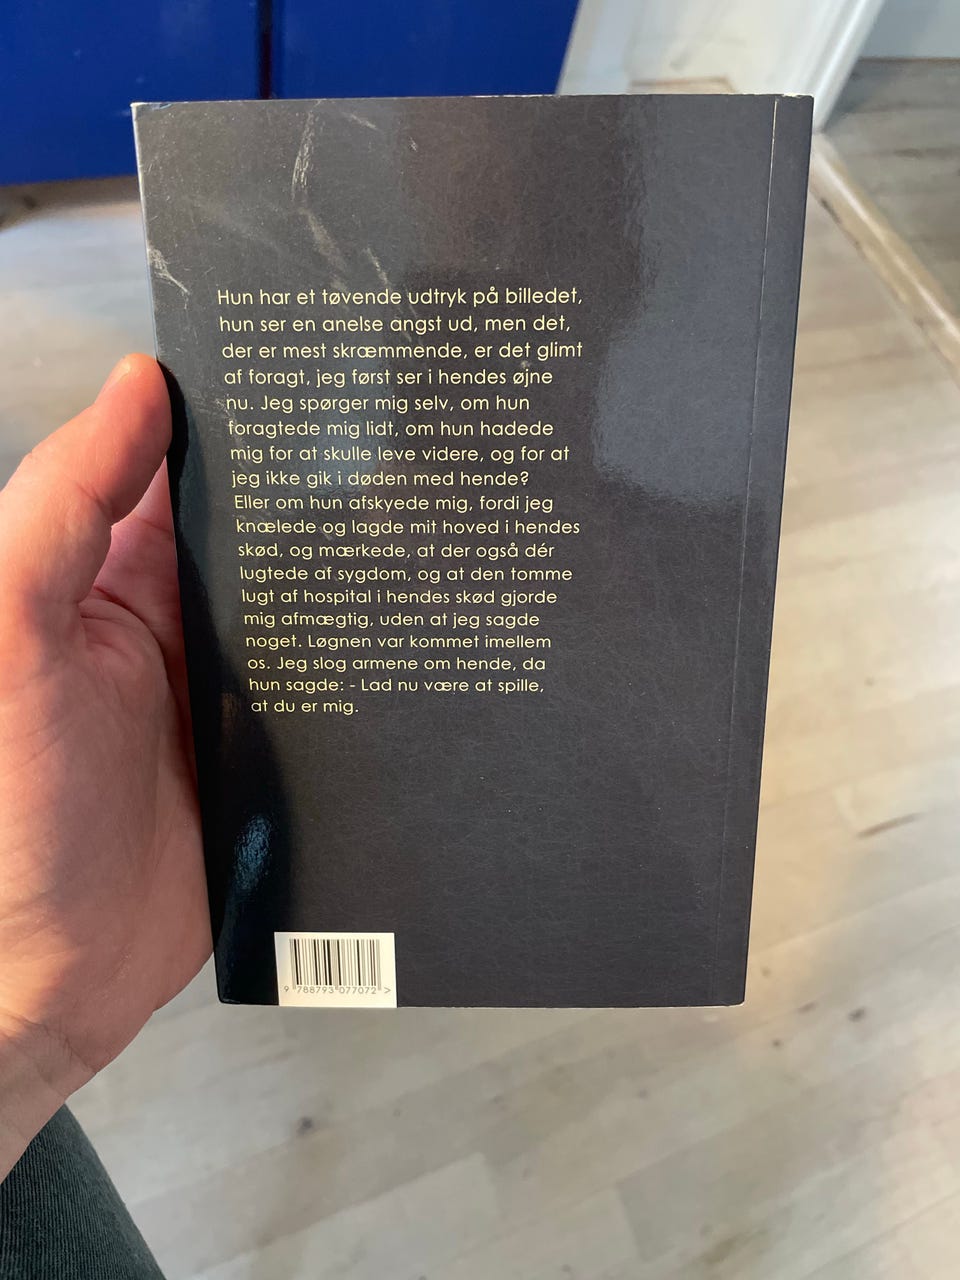 Hun har et tøvende udtryk på billedet,
hun ser en anelse angst ud, men det,
der er mest skræmmende, er det glimt
af foragt, jeg først ser i hendes øjne
nu. Jeg spørger mig selv, om hun
foragtede mig lidt, om hun hadede
mig for at skulle leve videre, og for at
jeg ikke gik i døden med hende?
Eller om hun afskyede mig, fordi jeg
knælede og lagde mit hoved i hendes
skød, og mærkede, at der også dér
lugtede af sygdom, og at den tomme
lugt af hospital i hendes skød gjorde
mig afmægtig, uden at jeg sagde
noget. Løgnen var kommet imellem
os. Jeg slog armene om hende, da
hun sagde: - Lad nu være at spille,
at du er mig.
9 788793 077072 >